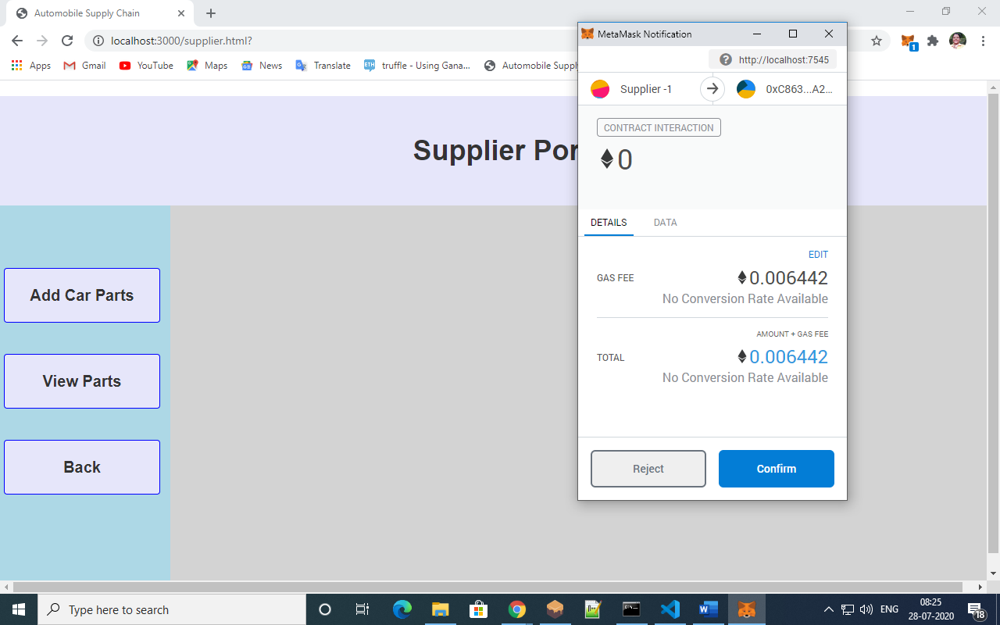 Automobile Supply Chain
localhost:3000/supplier.html?
Apps
Gmail
YouTube
Maps
News
Translate
ETH
truffle - Using Gana...
Automobile Supply
Supplier Por
Add Car Parts
View Parts
Back
MetaMask Notification
http://localhost:7545
Supplier -1
0xC863...A2...
CONTRACT INTERACTION
0
DETAILS
DATA
EDIT
GAS FEE
0.006442
No Conversion Rate Available
AMOUNT + GAS FEE
TOTAL
0.006442
No Conversion Rate Available
Reject
Confirm
1
Type here to search
ENG
08:25
28-07-2020
18